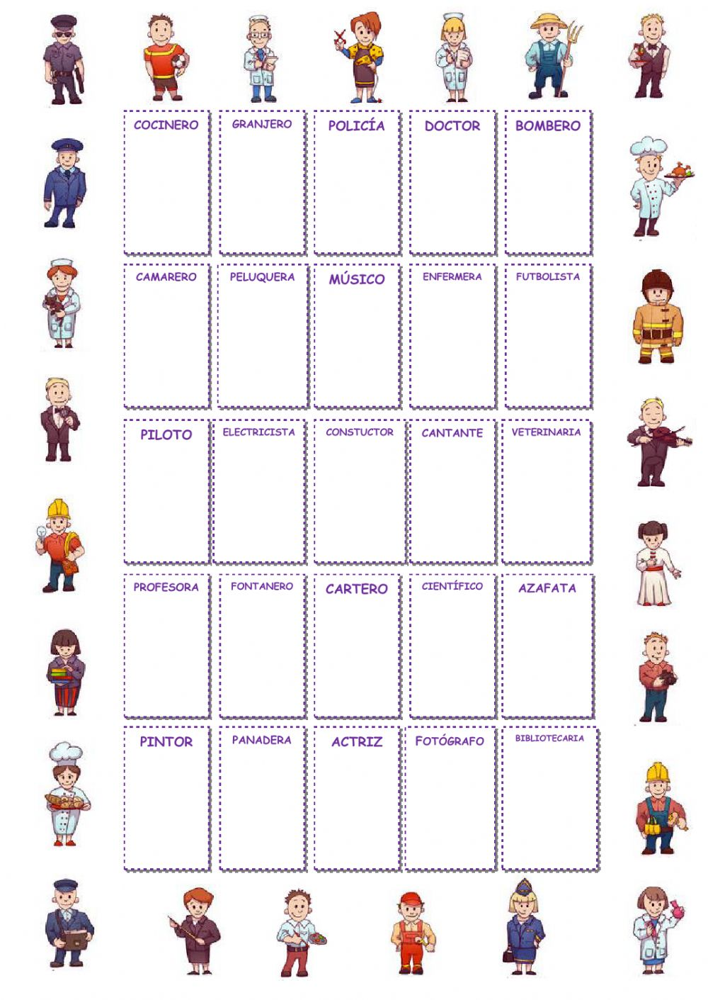 COCINERO
GRANJERO
POLICÍA
DOCTOR
BOMBERO
CAMARERO
PELUQUERA
MÚSICO
ENFERMERA
FUTBOLISTA
PILOTO
ELECTRICISTA
CONSTUCTOR
CANTANTE
VETERINARIA
PROFESORA
FONTANERO
CARTERO
CIENTÍFICO
AZAFATA
PINTOR
PANADERA
ACTRIZ
FOTÓGRAFO
BIBLIOTECARIA